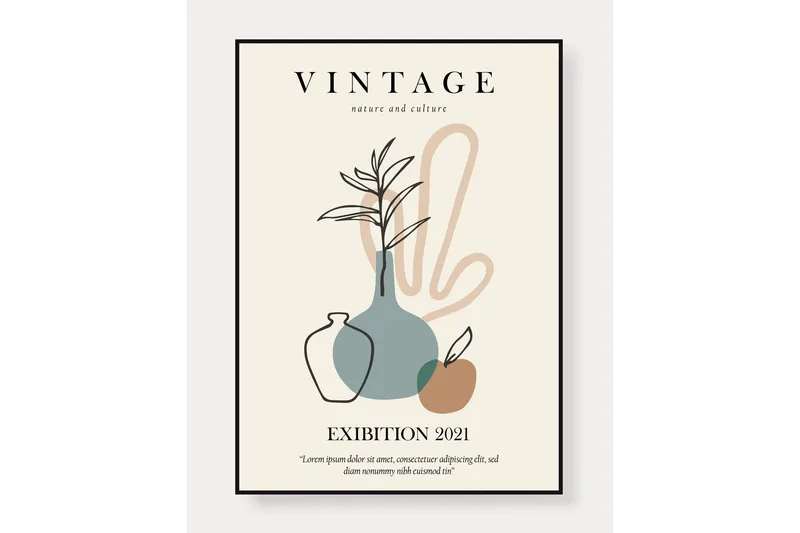 VINTAGE
nature and culture
EXIBITION 2021
“Lorem ipsum dolor sit amet, consectetuer adipiscing elit, sed
diam nonummy nibh euismod tin”